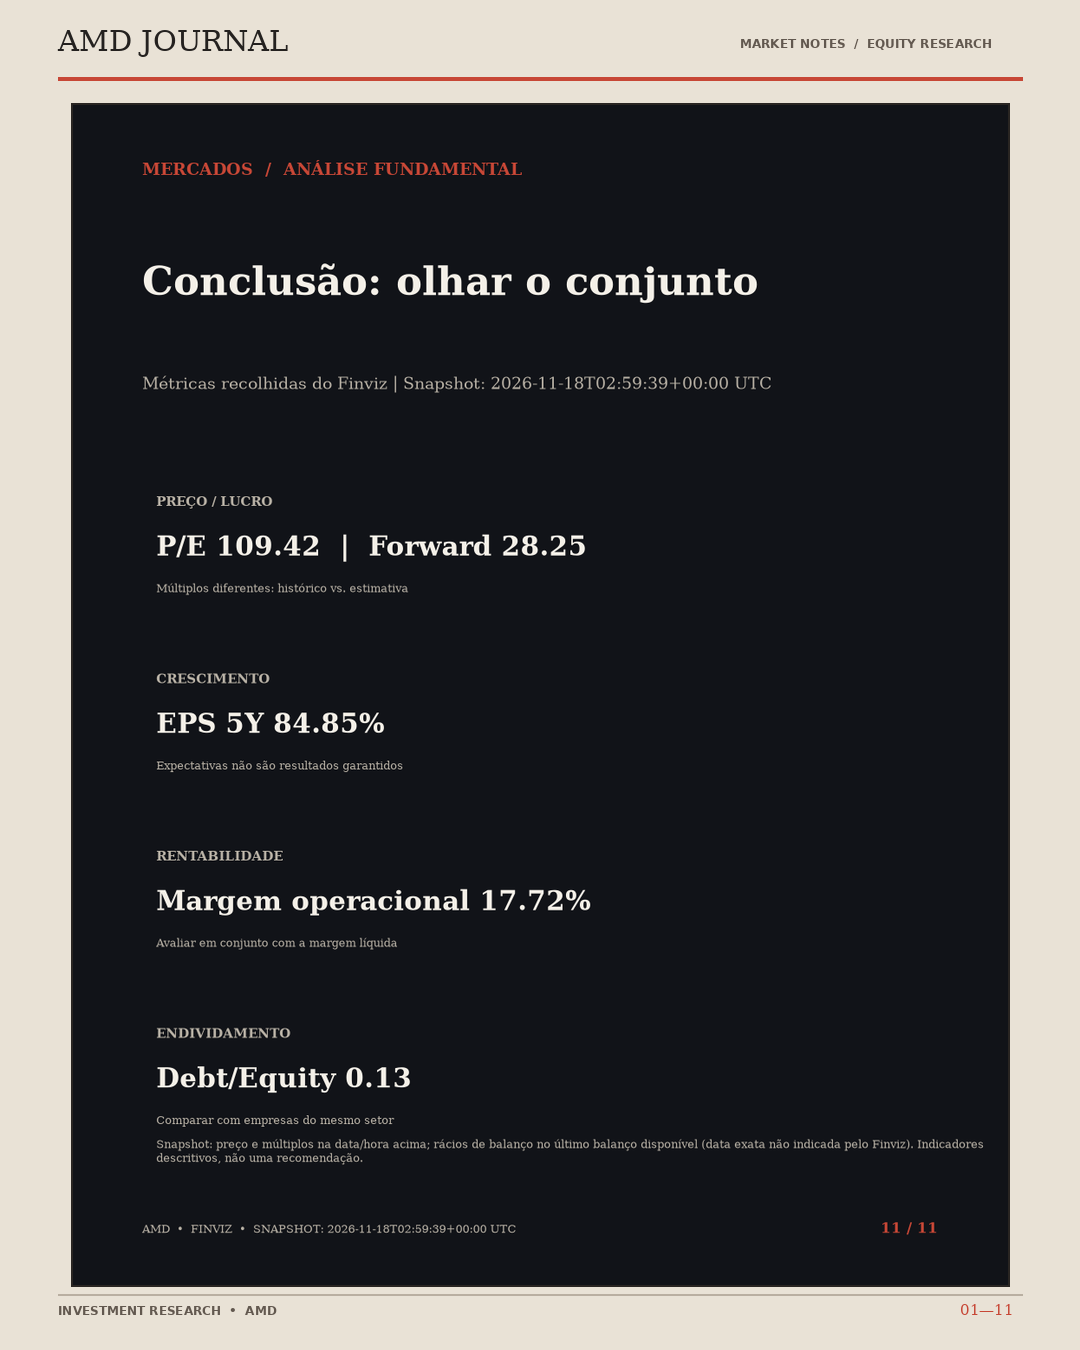 AMD JOURNAL
MARKET NOTES / EQUITY RESEARCH
MERCADOS / ANÁLISE FUNDAMENTAL
Conclusão: olhar o conjunto
Métricas recolhidas do Finviz | Snapshot: 2026-11-18T02:59:39+00:00 UTC
PREÇO / LUCRO
P/E 109.42 | Forward 28.25
Múltiplos diferentes: histórico vs. estimativa
CRESCIMENTO
EPS 5Y 84.85%
Expectativas não são resultados garantidos
RENTABILIDADE
Margem operacional 17.72%
Avaliar em conjunto com a margem líquida
ENDIVIDAMENTO
Debt/Equity 0.13
Comparar com empresas do mesmo setor
Snapshot: preço e múltiplos na data/hora acima; rácios de balanço no último balanço disponível (data exata não indicada pelo Finviz). Indicadores
descritivos, não uma recomendação.
AMD • FINVIZ • SNAPSHOT: 2026-11-18T02:59:39+00:00 UTC
11 / 11
INVESTMENT RESEARCH • AMD
01—11